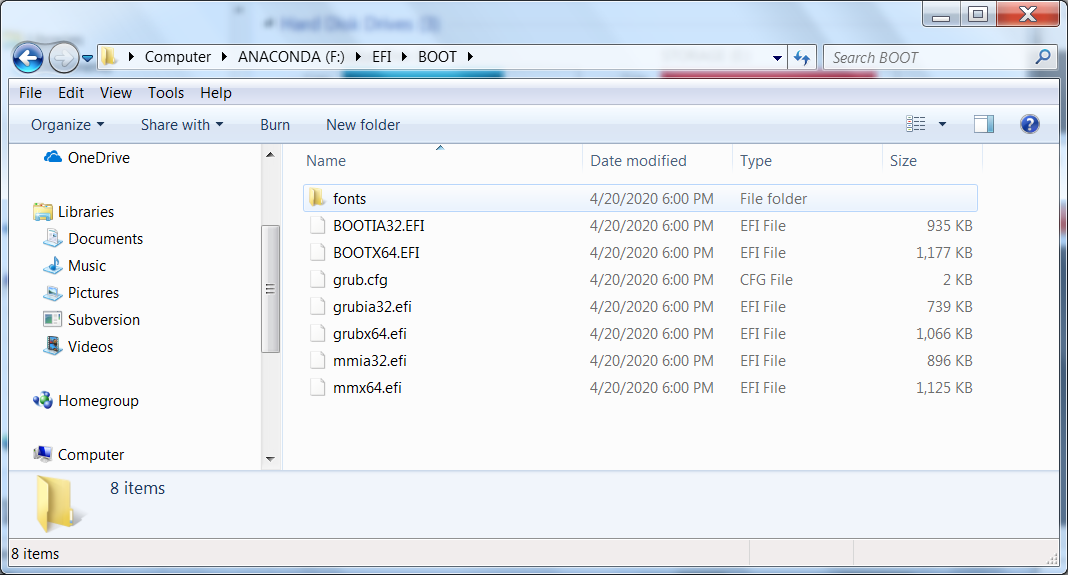 Hard Disk Drives (3)
Computer ANACONDA (F:) EFI BOOT Search BOOT
File Edit View Tools Help
Organize Share with Burn New folder
OneDrive
Libraries
Documents
Music
Pictures
Subversion
Videos
Homegroup
Computer
Name Date modified Type Size
fonts 4/20/2020 6:00 PM File folder
BOOTIA32.EFI 4/20/2020 6:00 PM EFI File 935 KB
BOOTX64.EFI 4/20/2020 6:00 PM EFI File 1,177 KB
grub.cfg 4/20/2020 6:00 PM CFG File 2 KB
grubia32.efi 4/20/2020 6:00 PM EFI File 739 KB
grubx64.efi 4/20/2020 6:00 PM EFI File 1,066 KB
mmia32.efi 4/20/2020 6:00 PM EFI File 896 KB
mmx64.efi 4/20/2020 6:00 PM EFI File 1,125 KB
8 items
8 items